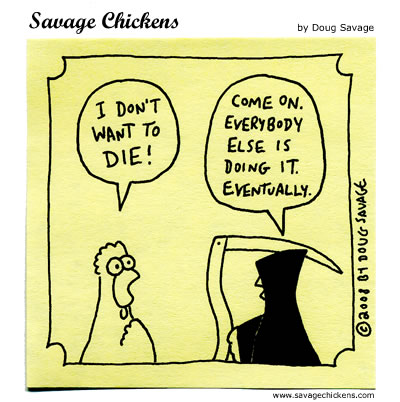 Savage Chickens
by Doug Savage
I DON'T
WANT TO
DIE!
COME ON.
EVERYBODY
ELSE IS
DOING IT.
EVENTUALLY.
©2008 BY DOUG SAVAGE
www.savagechickens.com